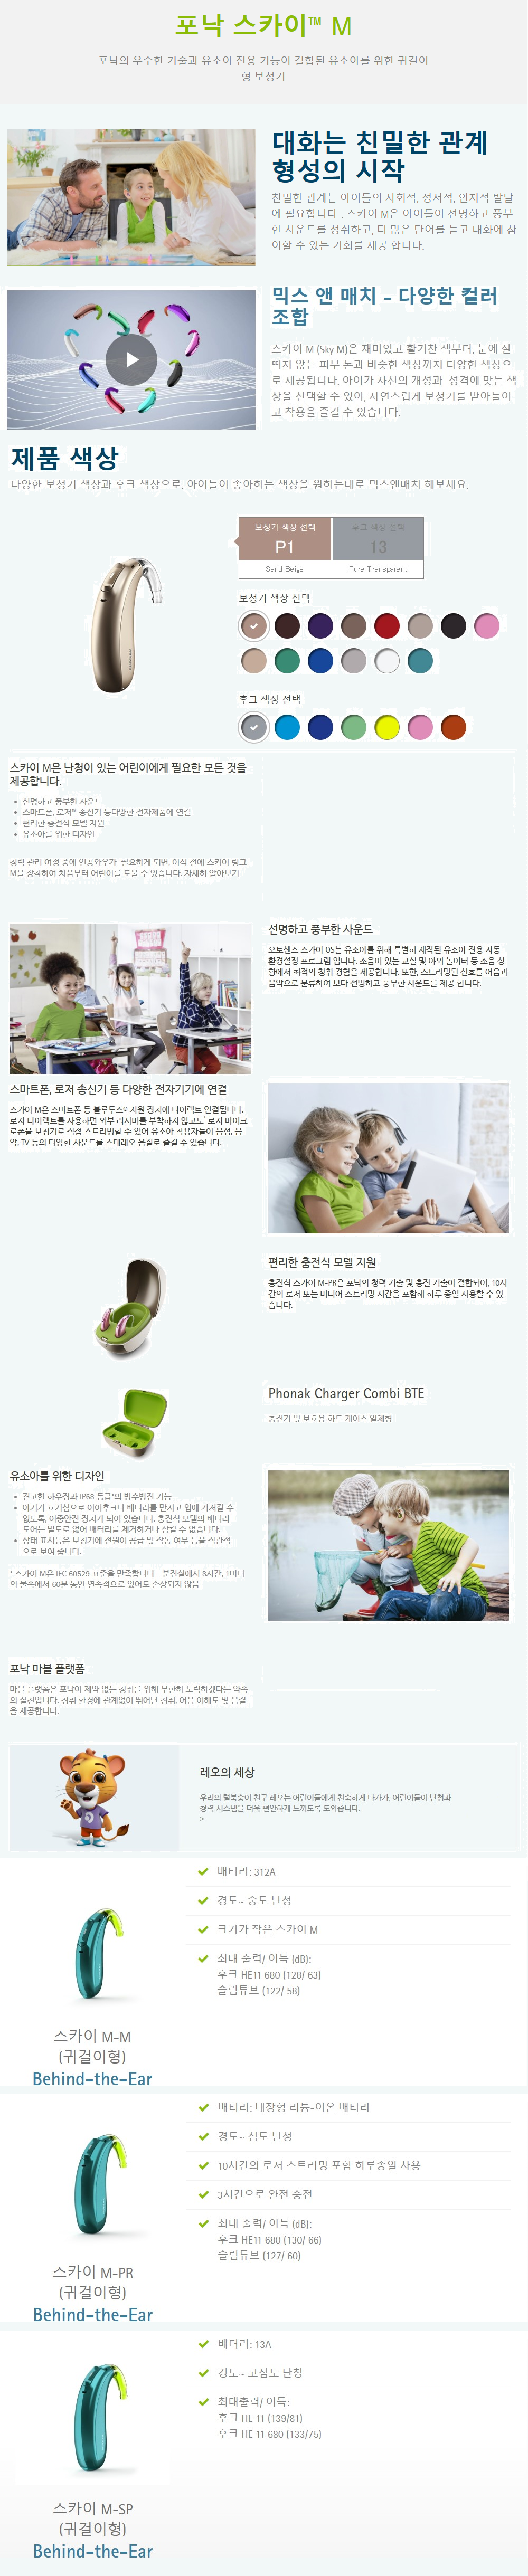 포낙 스카이™ M
포낙의 우수한 기술과 유소아 전용 기능이 결합된 유소아를 위한 귀걸이
형 보청기
대화는 친밀한 관계
형성의 시작
친밀한 관계는 아이들의 사회적, 정서적, 인지적 발달
에 필요합니다 . 스카이 M은 아이들이 선명하고 풍부
한 사운드를 청취하고, 더 많은 단어를 듣고 대화에 참
여할 수 있는 기회를 제공 합니다.
믹스 앤 매치 - 다양한 컬러
조합
스카이 M (Sky M)은 재미있고 활기찬 색부터, 눈에 잘
띄지 않는 피부 톤과 비슷한 색상까지 다양한 색상으
로 제공됩니다. 아이가 자신의 개성과 성격에 맞는 색
상을 선택할 수 있어, 자연스럽게 보청기를 받아들이
고 착용을 즐길 수 있습니다.
제품 색상
다양한 보청기 색상과 후크 색상으로, 아이들이 좋아하는 색상을 원하는대로 믹스앤매치 해보세요
보청기 색상 선택
P1
Sand Beige
후크 색상 선택
13
Pure Transparent
보청기 색상 선택
후크 색상 선택
스카이 M은 난청이 있는 어린이에게 필요한 모든 것을
제공합니다.
• 선명하고 풍부한 사운드
• 스마트폰, 로저™ 송신기 등다양한 전자제품에 연결
• 편리한 충전식 모델 지원
• 유소아를 위한 디자인
청력 관리 여정 중에 인공와우가 필요하게 되면, 이식 전에 스카이 링크
M을 장착하여 처음부터 어린이를 도울 수 있습니다. 자세히 알아보기
선명하고 풍부한 사운드
오토센스 스카이 OS는 유소아를 위해 특별히 제작된 유소아 전용 자동
환경설정 프로그램 입니다. 소음이 있는 교실 및 야외 놀이터 등 소음 상
황에서 최적의 청취 경험을 제공합니다. 또한, 스트리밍된 신호를 어음과
음악으로 분류하여 보다 선명하고 풍부한 사운드를 제공 합니다.
스마트폰, 로저 송신기 등 다양한 전자기기에 연결
스카이 M은 스마트폰 등 블루투스® 지원 장치에 다이렉트 연결됩니다.
로저 다이렉트를 사용하면 외부 리시버를 부착하지 않고도* 로저 마이크
로폰을 보청기로 직접 스트리밍할 수 있어 유소아 착용자들이 음성, 음
악, TV 등의 다양한 사운드를 스테레오 음질로 즐길 수 있습니다.
편리한 충전식 모델 지원
충전식 스카이 M-PR은 포낙의 청력 기술 및 충전 기술이 결합되어, 10시
간의 로저 또는 미디어 스트리밍 시간을 포함해 하루 종일 사용할 수 있
습니다.
Phonak Charger Combi BTE
충전기 및 보호용 하드 케이스 일체형
유소아를 위한 디자인
• 견고한 하우징과 IP68 등급*의 방수방진 기능
• 아기가 호기심으로 이어후크나 배터리를 만지고 입에 가져갈 수
없도록, 이중안전 장치가 되어 있습니다. 충전식 모델의 배터리
도어는 별도로 없어 배터리를 제거하거나 삼킬 수 없습니다.
• 상태 표시등은 보청기에 전원이 공급 및 작동 여부 등을 직관적
으로 보여 줍니다.
* 스카이 M은 IEC 60529 표준을 만족합니다 - 분진실에서 8시간, 1미터
의 물속에서 60분 동안 연속적으로 있어도 손상되지 않음
포낙 마블 플랫폼
마블 플랫폼은 포낙이 제약 없는 청취를 위해 무한히 노력하겠다는 약속
의 실천입니다. 청취 환경에 관계없이 뛰어난 청취, 어음 이해도 및 음질
을 제공합니다.
레오의 세상
우리의 털북숭이 친구 레오는 어린이들에게 친숙하게 다가가, 어린이들이 난청과
청력 시스템을 더욱 편안하게 느끼도록 도와줍니다.
>
배터리: 312A
경도~ 중도 난청
크기가 작은 스카이 M
최대 출력/ 이득 (dB):
후크 HE11 680 (128/ 63)
슬림튜브 (122/ 58)
스카이 M-M
(귀걸이형)
Behind-the-Ear
배터리: 내장형 리튬-이온 배터리
경도~ 심도 난청
10시간의 로저 스트리밍 포함 하루종일 사용
3시간으로 완전 충전
최대 출력/ 이득 (dB):
후크 HE11 680 (130/ 66)
슬림튜브 (127/ 60)
스카이 M-PR
(귀걸이형)
Behind-the-Ear
배터리: 13A
경도~ 고심도 난청
최대출력/ 이득:
후크 HE 11 (139/81)
후크 HE 11 680 (133/75)
스카이 M-SP
(귀걸이형)
Behind-the-Ear